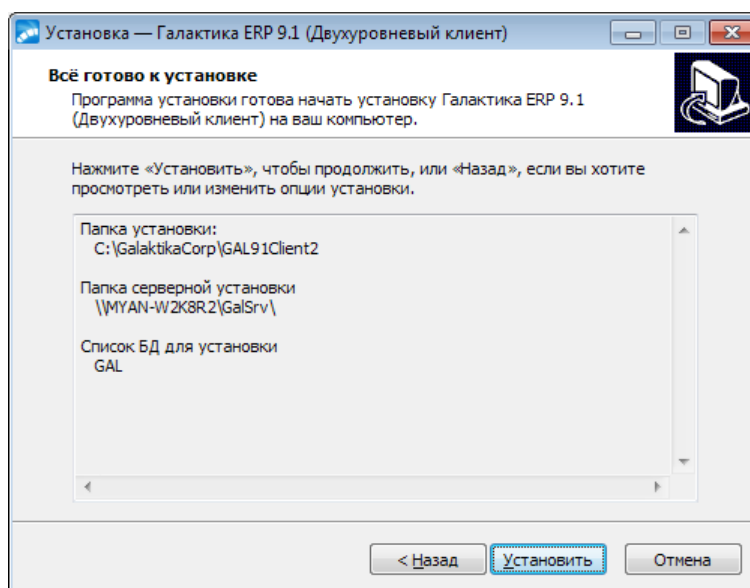 Установка — Галактика ERP 9.1 (Двухуровневый клиент)
Всё готово к установке
Программа установки готова начать установку Галактика ERP 9.1
(Двухуровневый клиент) на ваш компьютер.
Нажмите «Установить», чтобы продолжить, или «Назад», если вы хотите
просмотреть или изменить опции установки.
Папка установки:
C:\GalaktikaCorp\GAL91Client2
Папка серверной установки
\\MYAN-W2K8R2\GalSrv\
Список БД для установки
GAL
< Назад
Установить
Отмена